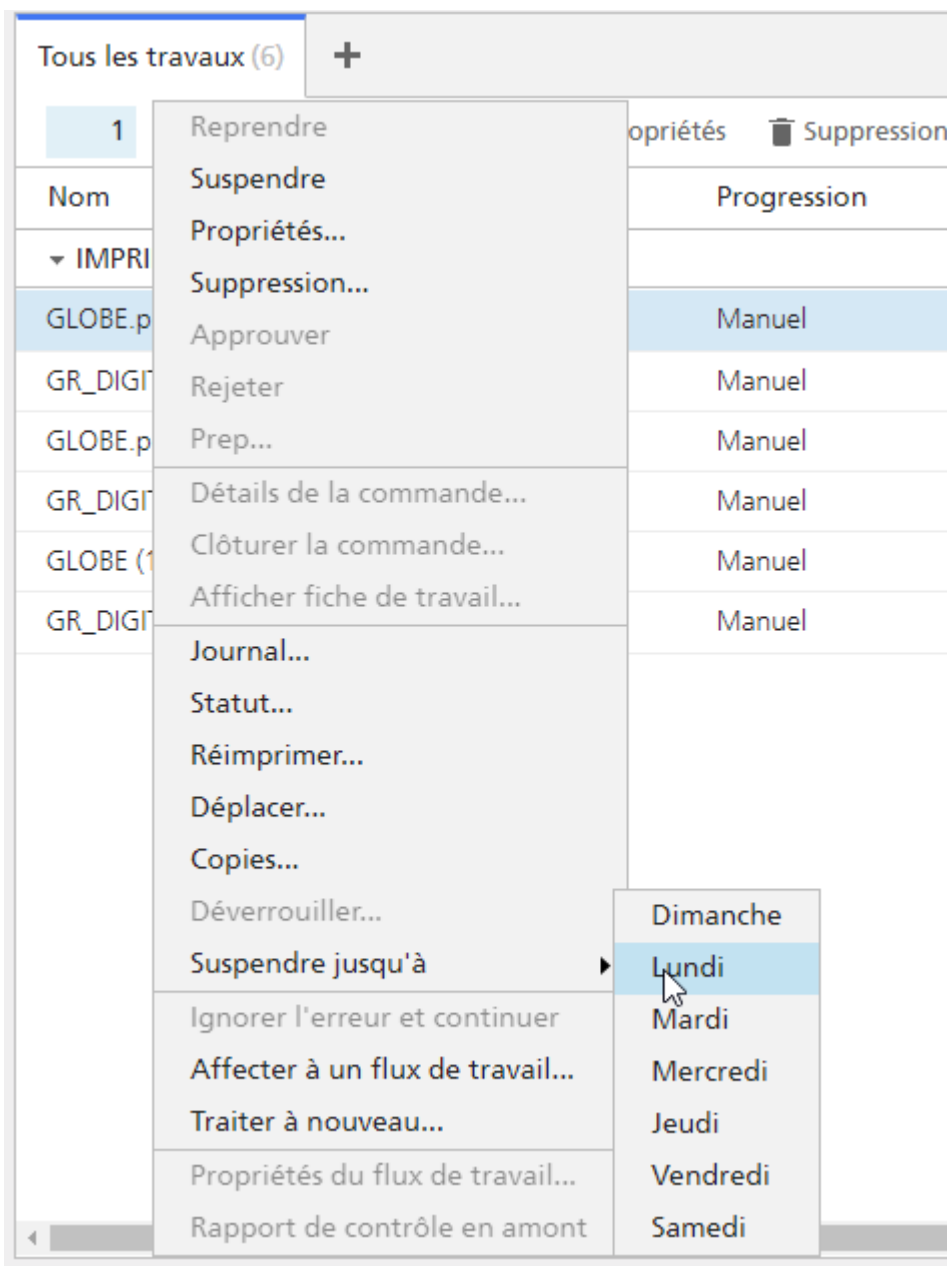 Tous les travaux (6) +
1
opriétés Suppression
Nom Progression
IMPRI
GLOBE.p Manuel
GR_DIGIT Manuel
GLOBE.p Manuel
GR_DIGIT Manuel
GLOBE (1 Manuel
GR_DIGIT Manuel
Reprendre
Suspendre
Propriétés...
Suppression...
Approuver
Rejeter
Prep...
Détails de la commande...
Clôturer la commande...
Afficher fiche de travail...
Journal...
Statut...
Réimprimer...
Déplacer...
Copies...
Déverrouiller...
Suspendre jusqu'à
Ignorer l'erreur et continuer
Affecter à un flux de travail...
Traiter à nouveau...
Propriétés du flux de travail...
Rapport de contrôle en amont
Dimanche
Lundi
Mardi
Mercredi
Jeudi
Vendredi
Samedi